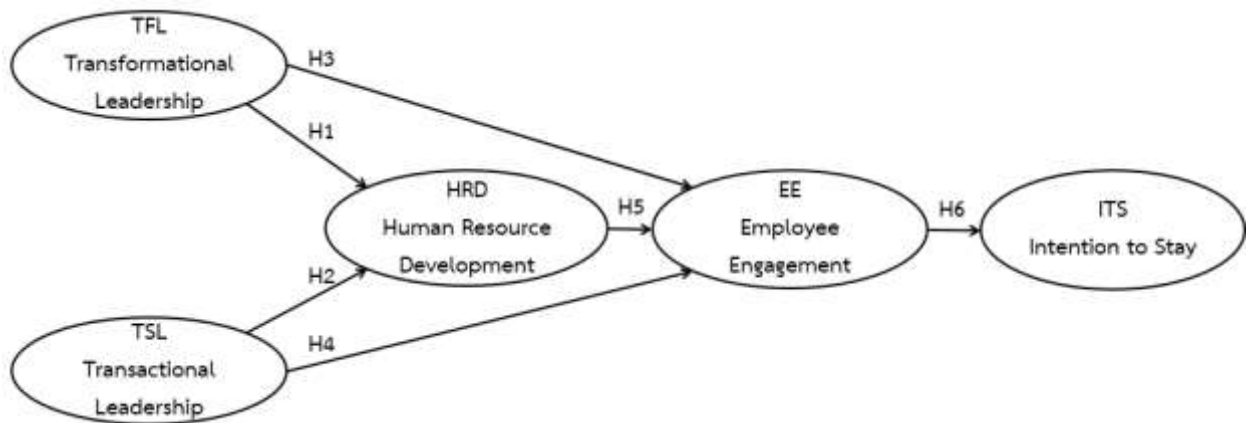 TFL
Transformational
Leadership
H3
H1
HRD
Human Resource
Development
H5
EE
Employee
Engagement
H6
ITS
Intention to Stay
H2
H4
TSL
Transactional
Leadership